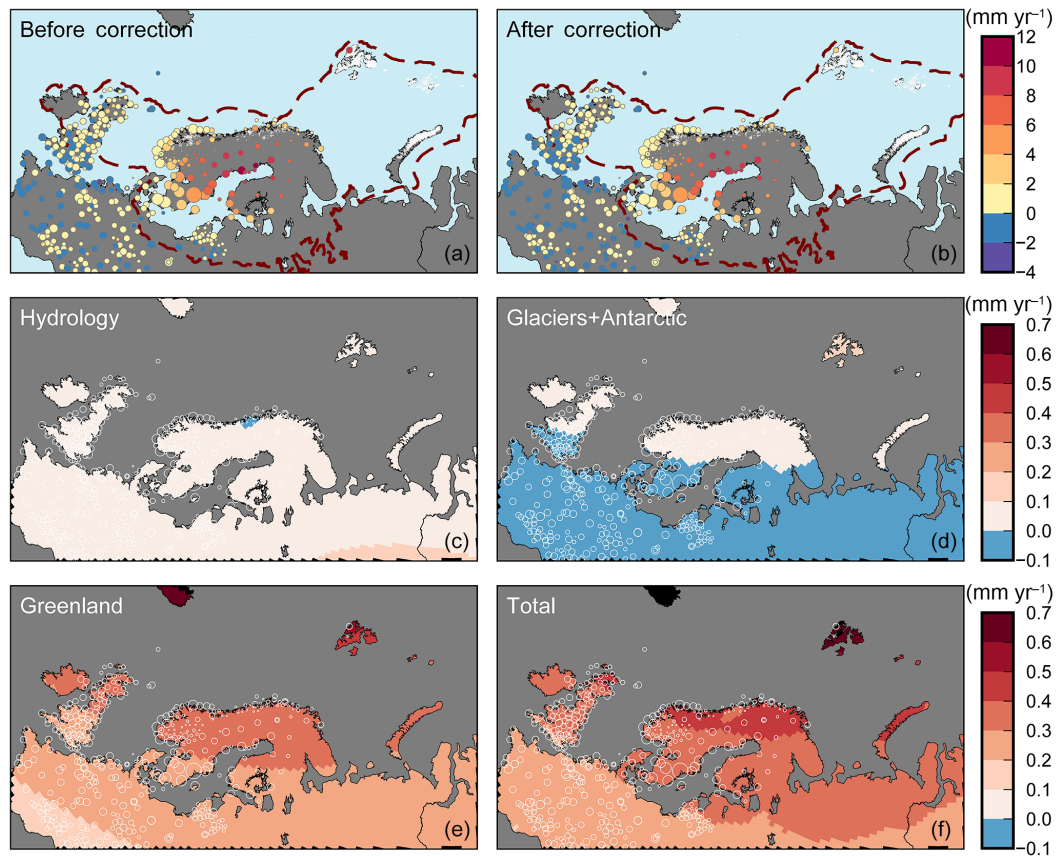 Before correction
After correction
(mm yr⁻¹)
12
10
8
6
4
2
0
−2
−4
(a)
(b)
Hydrology
Glaciers+Antarctic
(mm yr⁻¹)
0.7
0.6
0.5
0.4
0.3
0.2
0.1
0.0
−0.1
(c)
(d)
Greenland
Total
(mm yr⁻¹)
0.7
0.6
0.5
0.4
0.3
0.2
0.1
0.0
−0.1
(e)
(f)